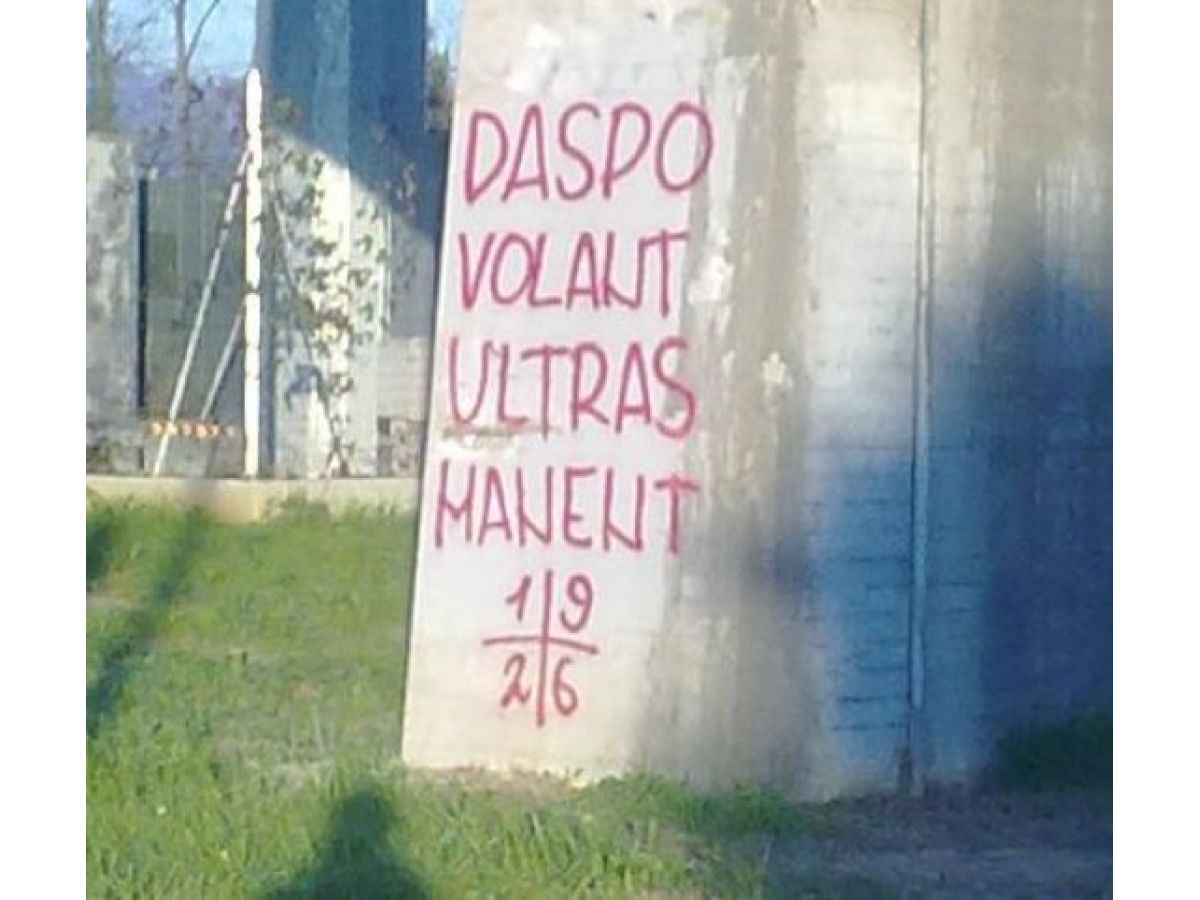 DASPO
VOLANT
ULTRAS
MANENT
1 9
2 6